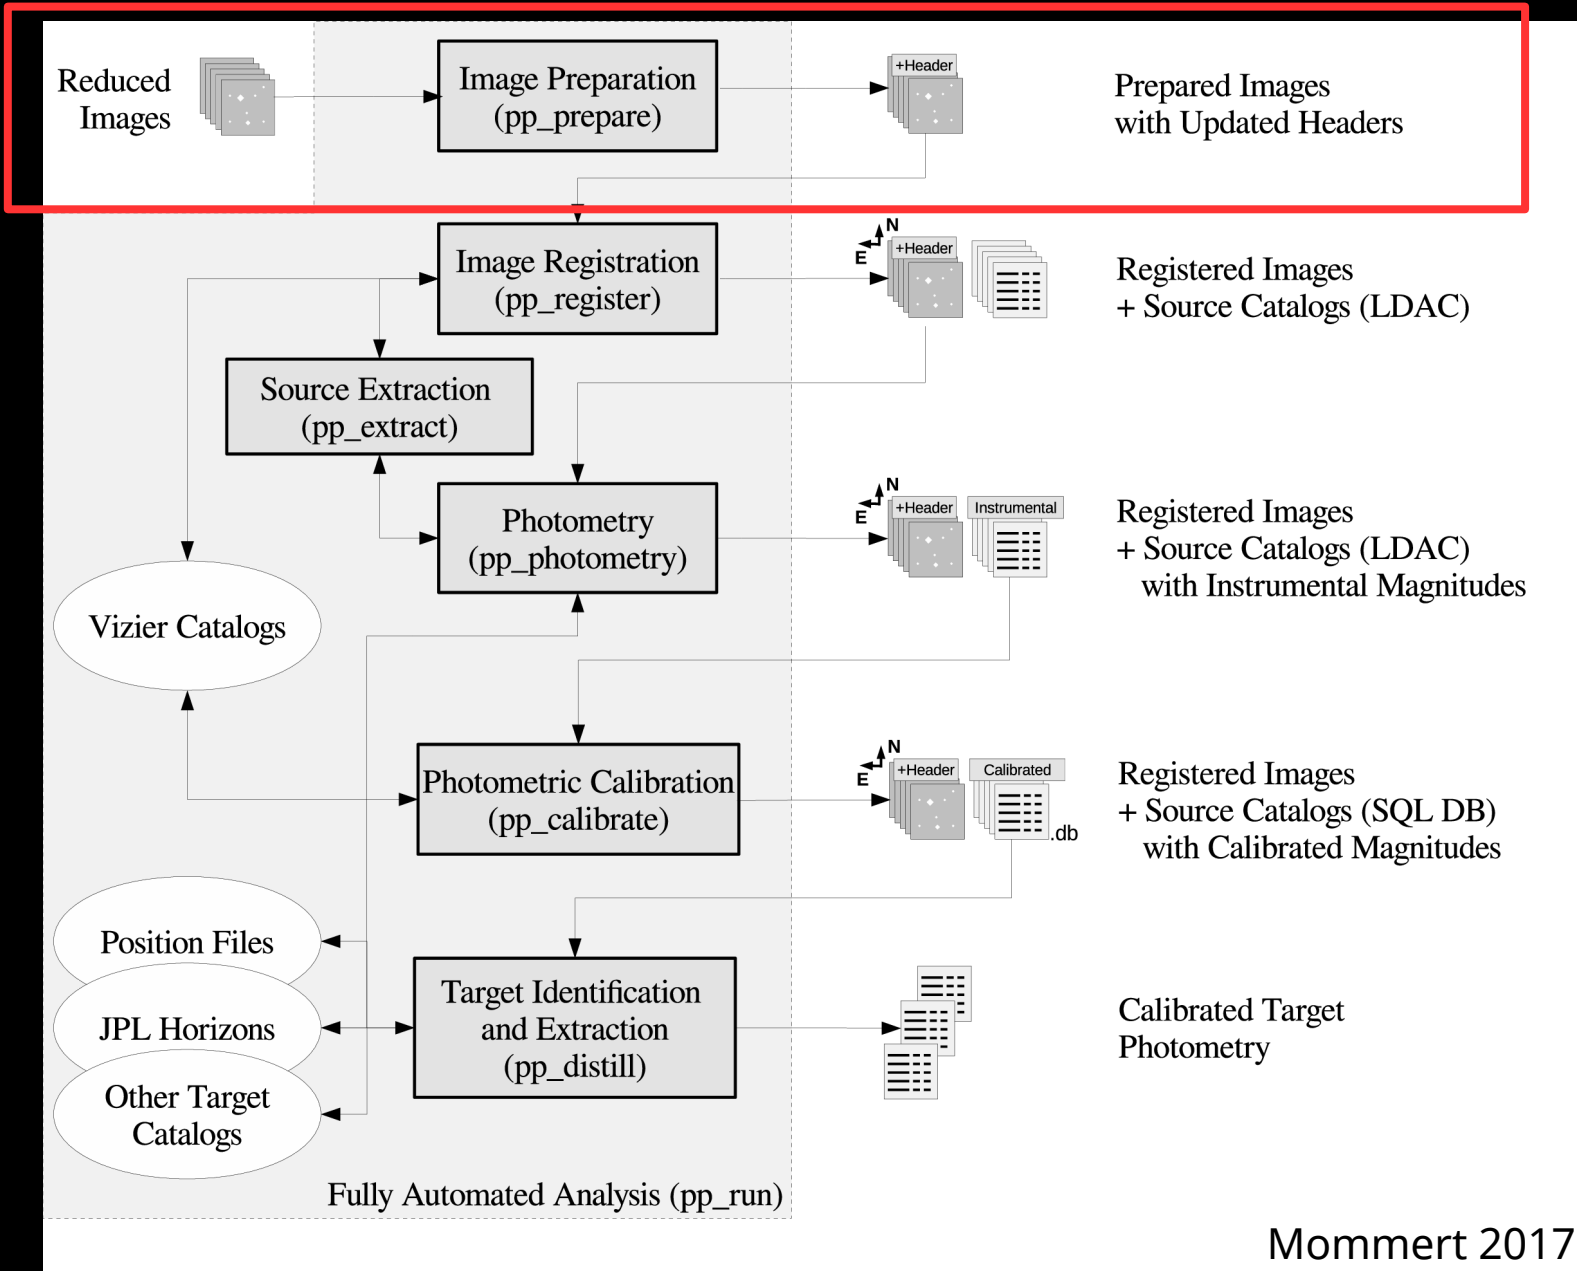 Reduced
Images
Image Preparation
(pp_prepare)
+Header
Prepared Images
with Updated Headers
Image Registration
(pp_register)
N
E
+Header
Registered Images
+ Source Catalogs (LDAC)
Source Extraction
(pp_extract)
Photometry
(pp_photometry)
N
E
+Header
Instrumental
Registered Images
+ Source Catalogs (LDAC)
with Instrumental Magnitudes
Vizier Catalogs
Photometric Calibration
(pp_calibrate)
N
E
+Header
Calibrated
.db
Registered Images
+ Source Catalogs (SQL DB)
with Calibrated Magnitudes
Position Files
JPL Horizons
Other Target
Catalogs
Target Identification
and Extraction
(pp_distill)
Calibrated Target
Photometry
Fully Automated Analysis (pp_run)
Mommert 2017